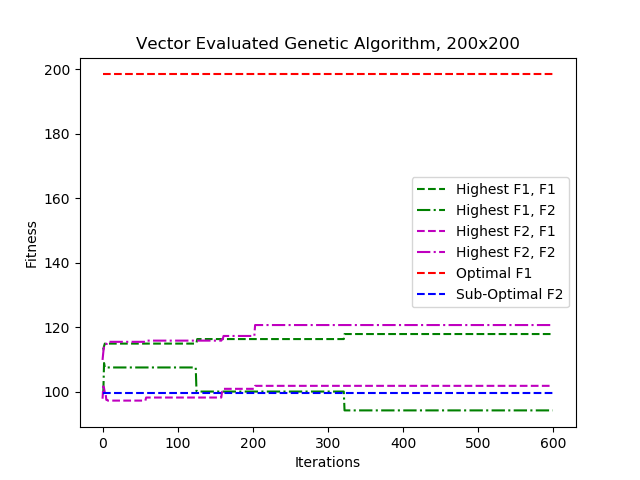 Vector Evaluated Genetic Algorithm, 200x200
200
180
160
140
120
100
Fitness
Highest F1, F1
Highest F1, F2
Highest F2, F1
Highest F2, F2
Optimal F1
Sub-Optimal F2
0 100 200 300 400 500 600
Iterations